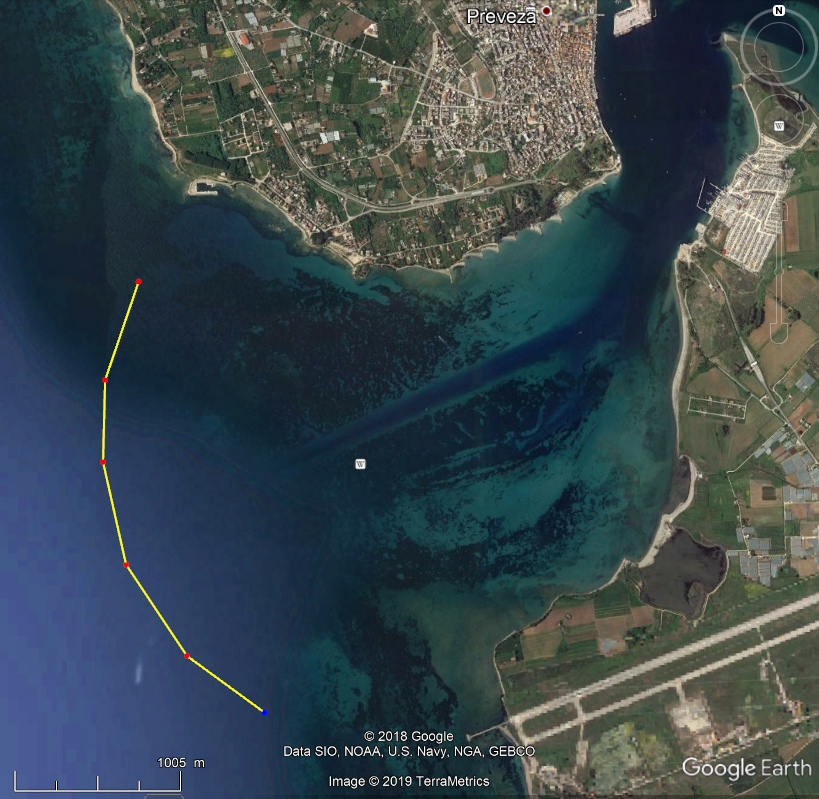 Preveza
N
W
W
© 2018 Google
Data SIO, NOAA, U.S. Navy, NGA, GEBCO
1005 m
Image © 2019 TerraMetrics
Google Earth